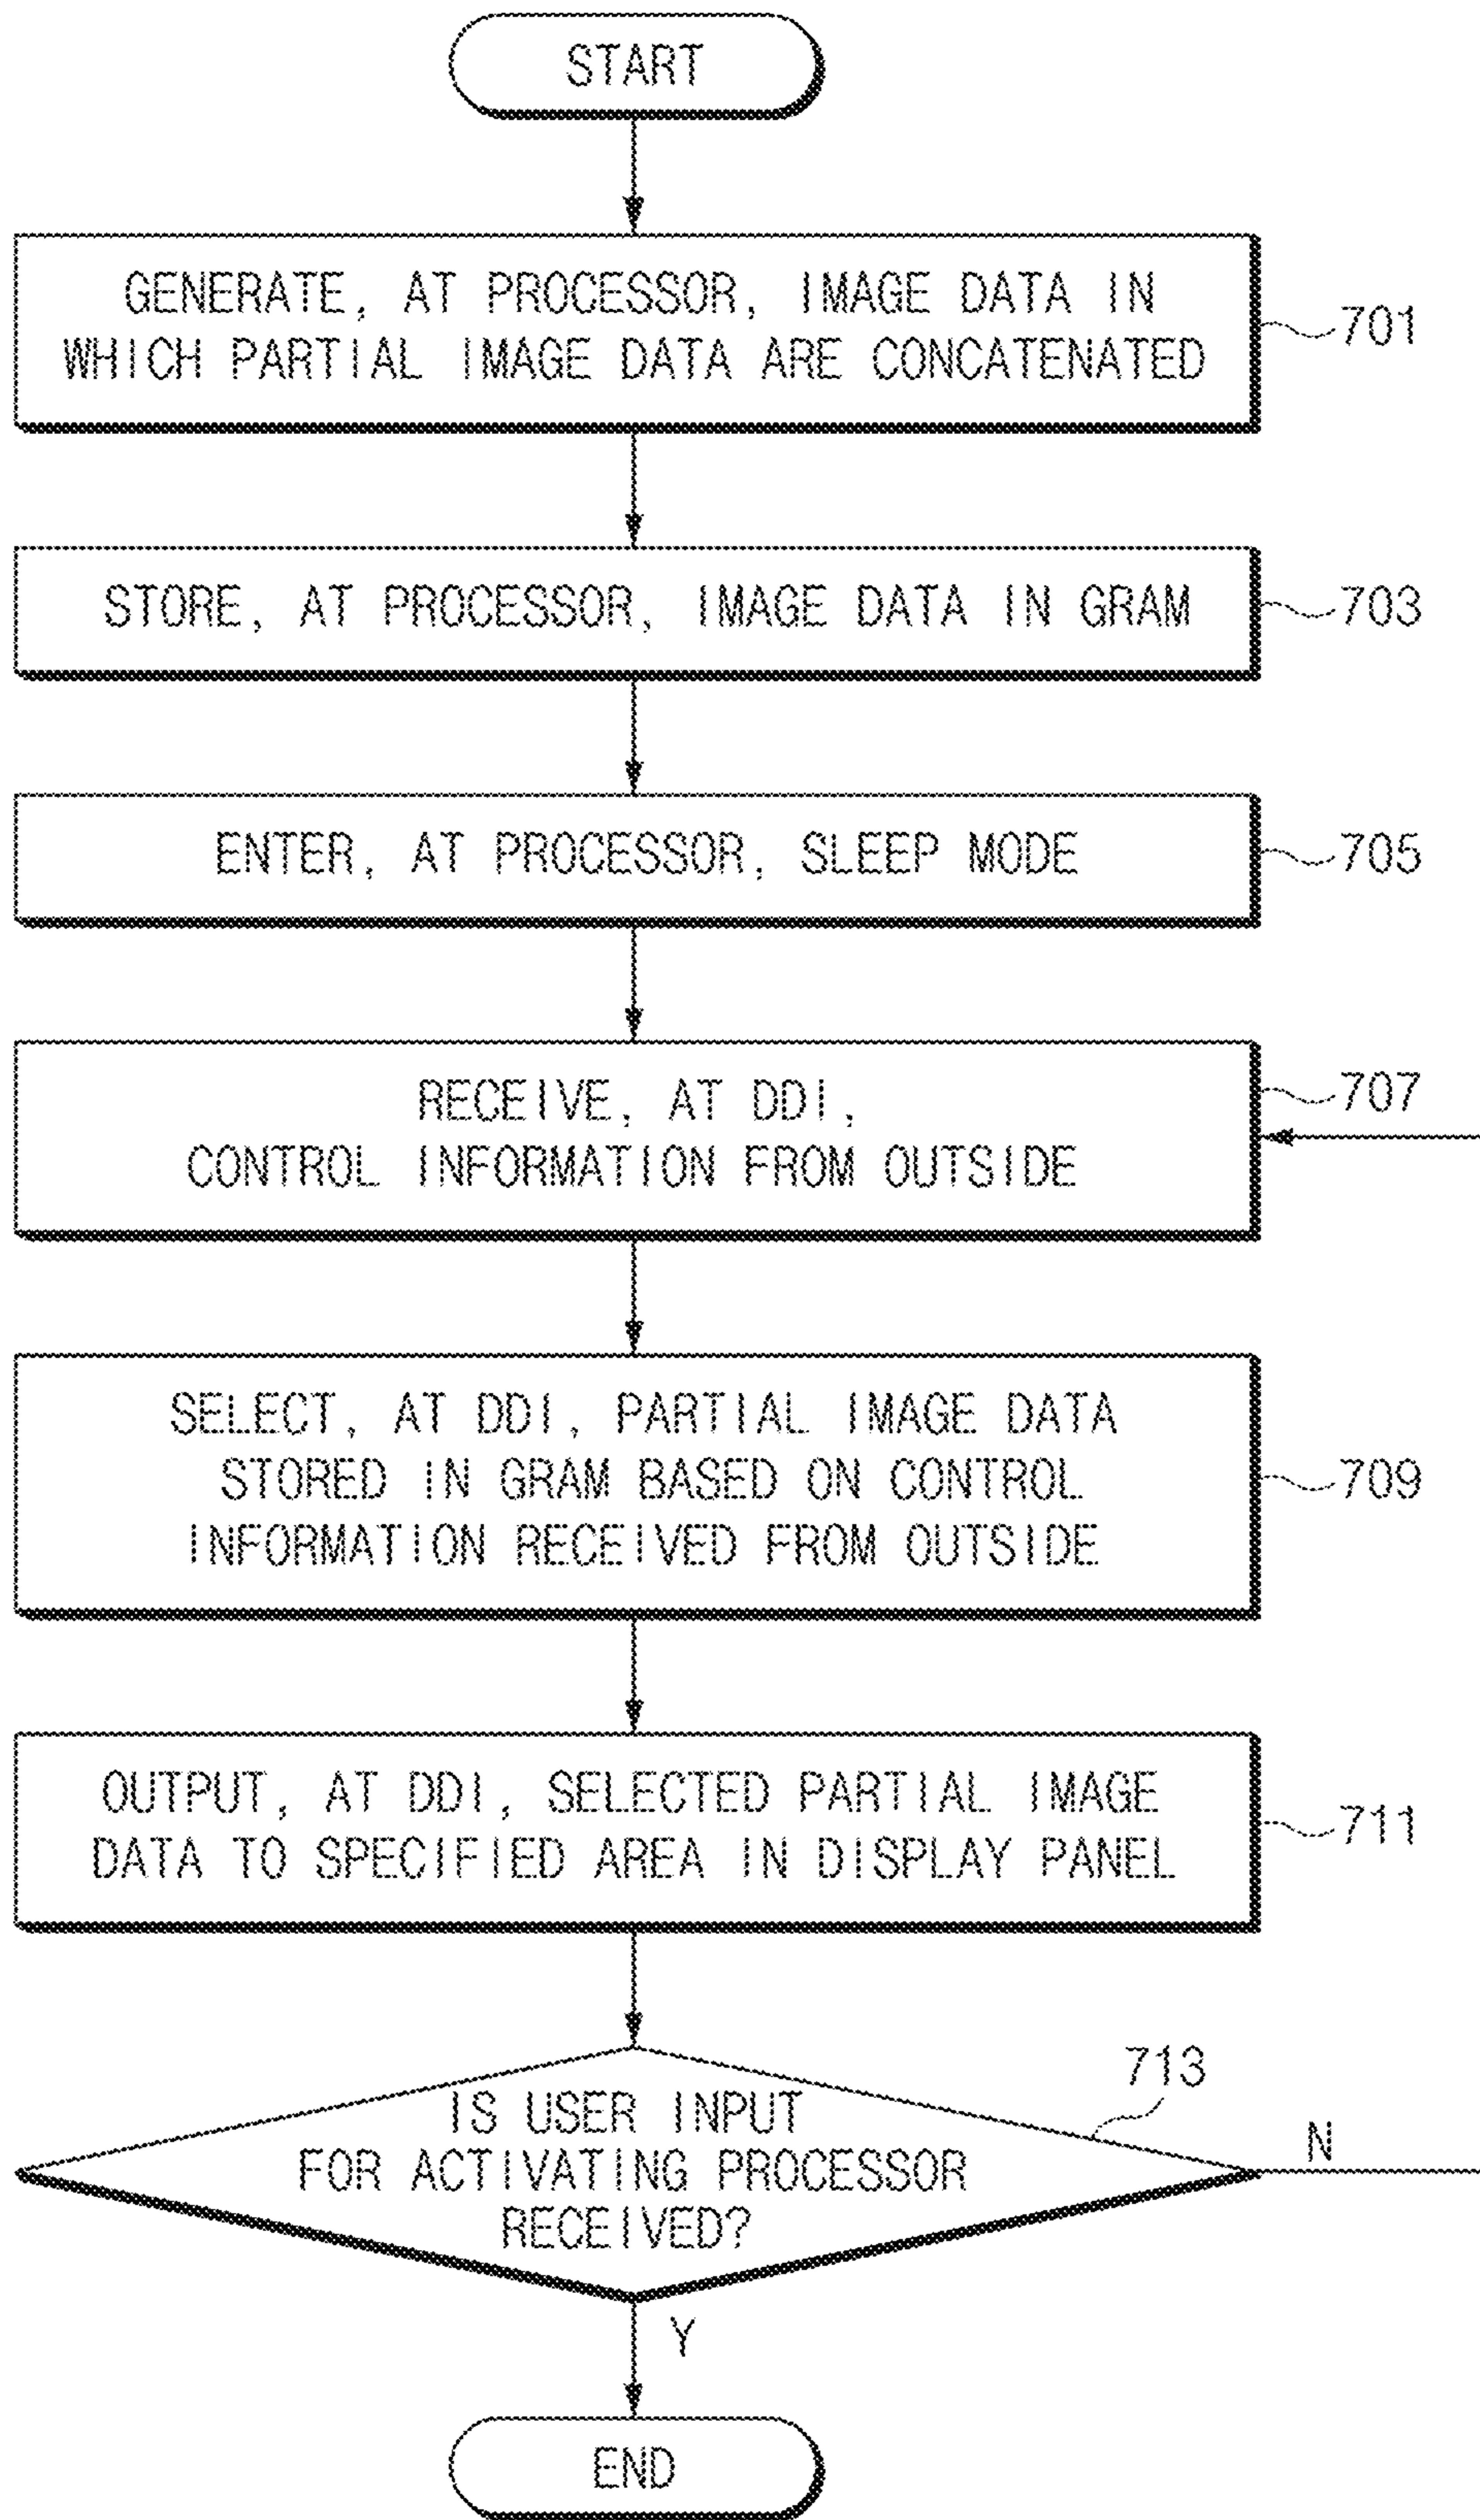 START
GENERATE, AT PROCESSOR, IMAGE DATA IN
WHICH PARTIAL IMAGE DATA ARE CONCATENATED
701
STORE, AT PROCESSOR, IMAGE DATA IN GRAM
703
ENTER, AT PROCESSOR, SLEEP MODE
705
RECEIVE, AT DDI,
CONTROL INFORMATION FROM OUTSIDE
707
SELECT, AT DDI, PARTIAL IMAGE DATA
STORED IN GRAM BASED ON CONTROL
INFORMATION RECEIVED FROM OUTSIDE
709
OUTPUT, AT DDI, SELECTED PARTIAL IMAGE
DATA TO SPECIFIED AREA IN DISPLAY PANEL
711
713
IS USER INPUT
FOR ACTIVATING PROCESSOR
RECEIVED?
N
Y
END